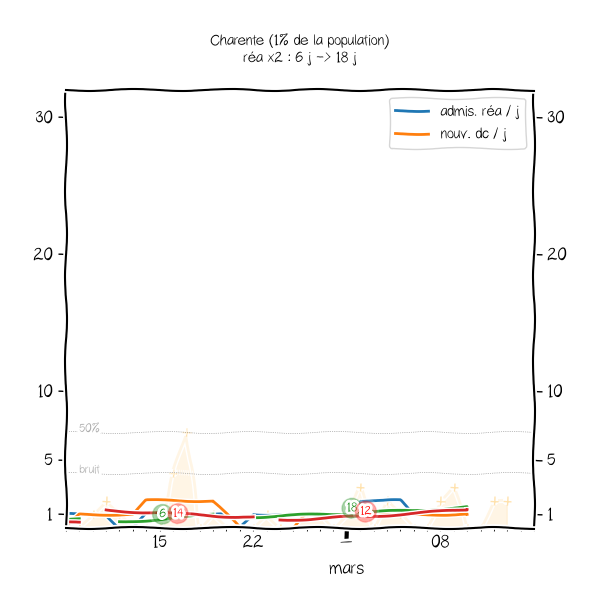 Charente (1% de la population)
réa x2 : 6 j -> 18 j
admis. réa / j
nouv. dc / j
30 30
20 20
10 10
50%
5 5
bruit
1 6 14 18 12 1
15 22 1 08
mars